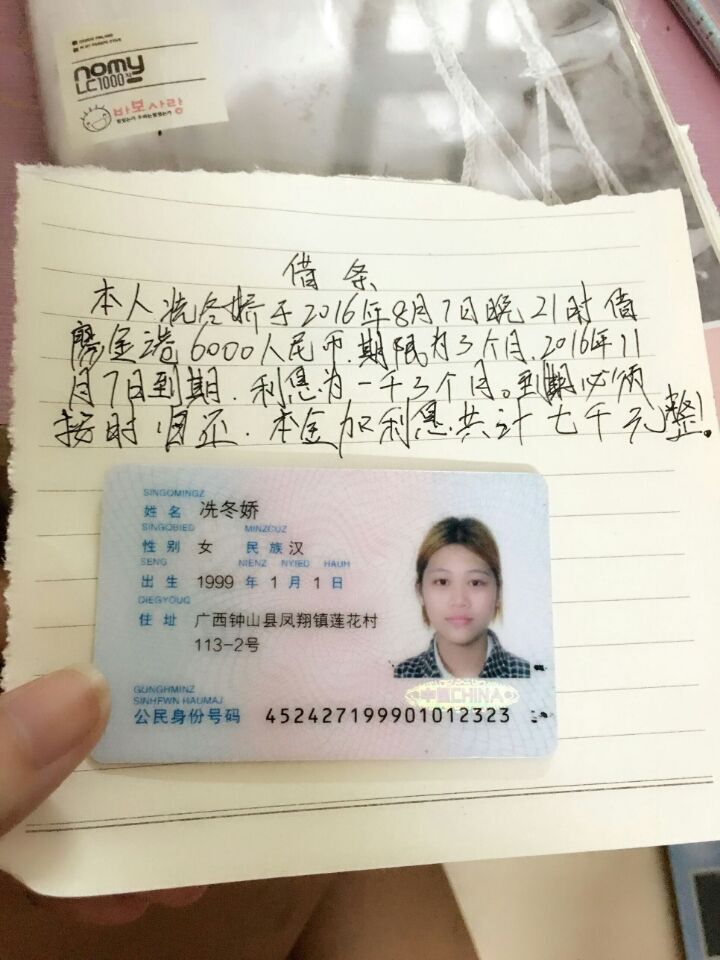 nomy
LC1000
바보사랑
借条
本人冼冬娇于2016年8月7日晚21时借
廖金 6000人民币.期限为3个月.2016年11
月7日到期.利息为一千3个月。到期必须
按时归还.本金加利息共计七千元整!
SINGQMINGZ
姓名 冼冬娇
SINGQBIED MINZCUZ
性别 女 民族 汉
SENG NIENZ NYIED HAUH
出生 1999 年 1 月 1 日
DIEGYOUQ
住址 广西钟山县凤翔镇莲花村
113-2号
中国CHINA
GUNGHMINZ
SINHFWN HAUMAJ
公民身份号码 452427199901012323